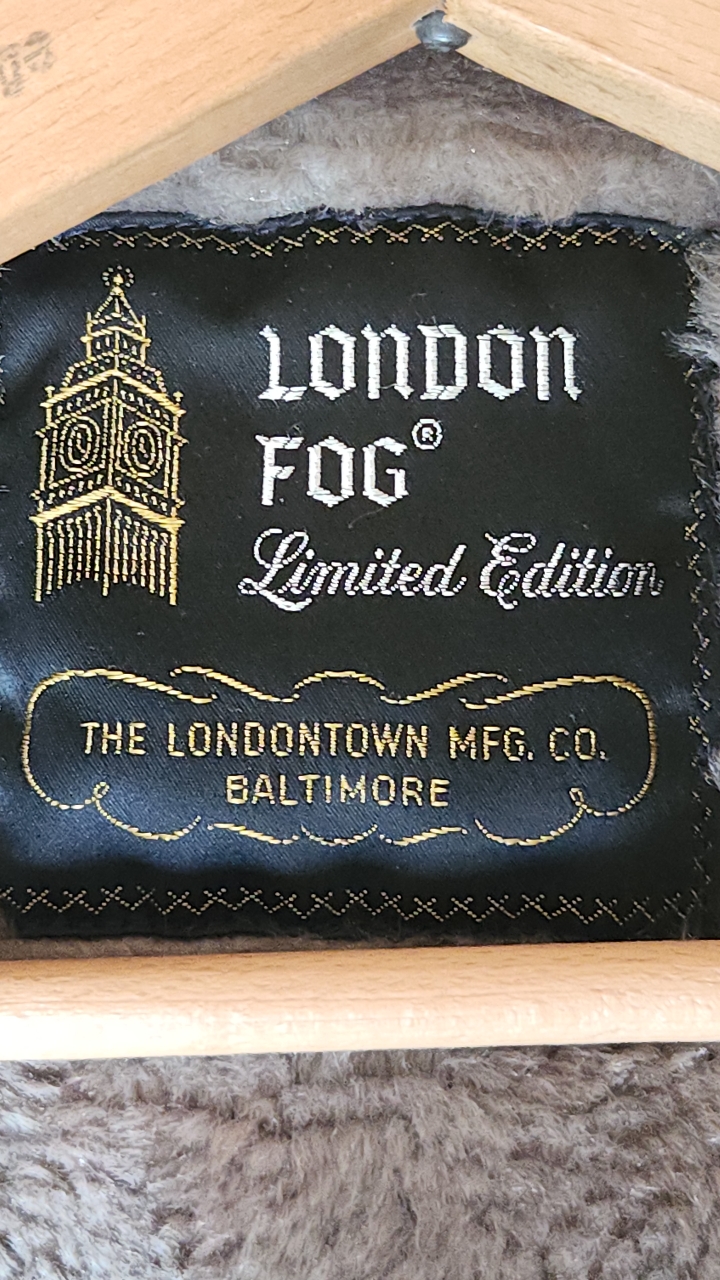 LONDON
FOG®
Limited Edition
THE LONDONTOWN MFG. CO.
BALTIMORE